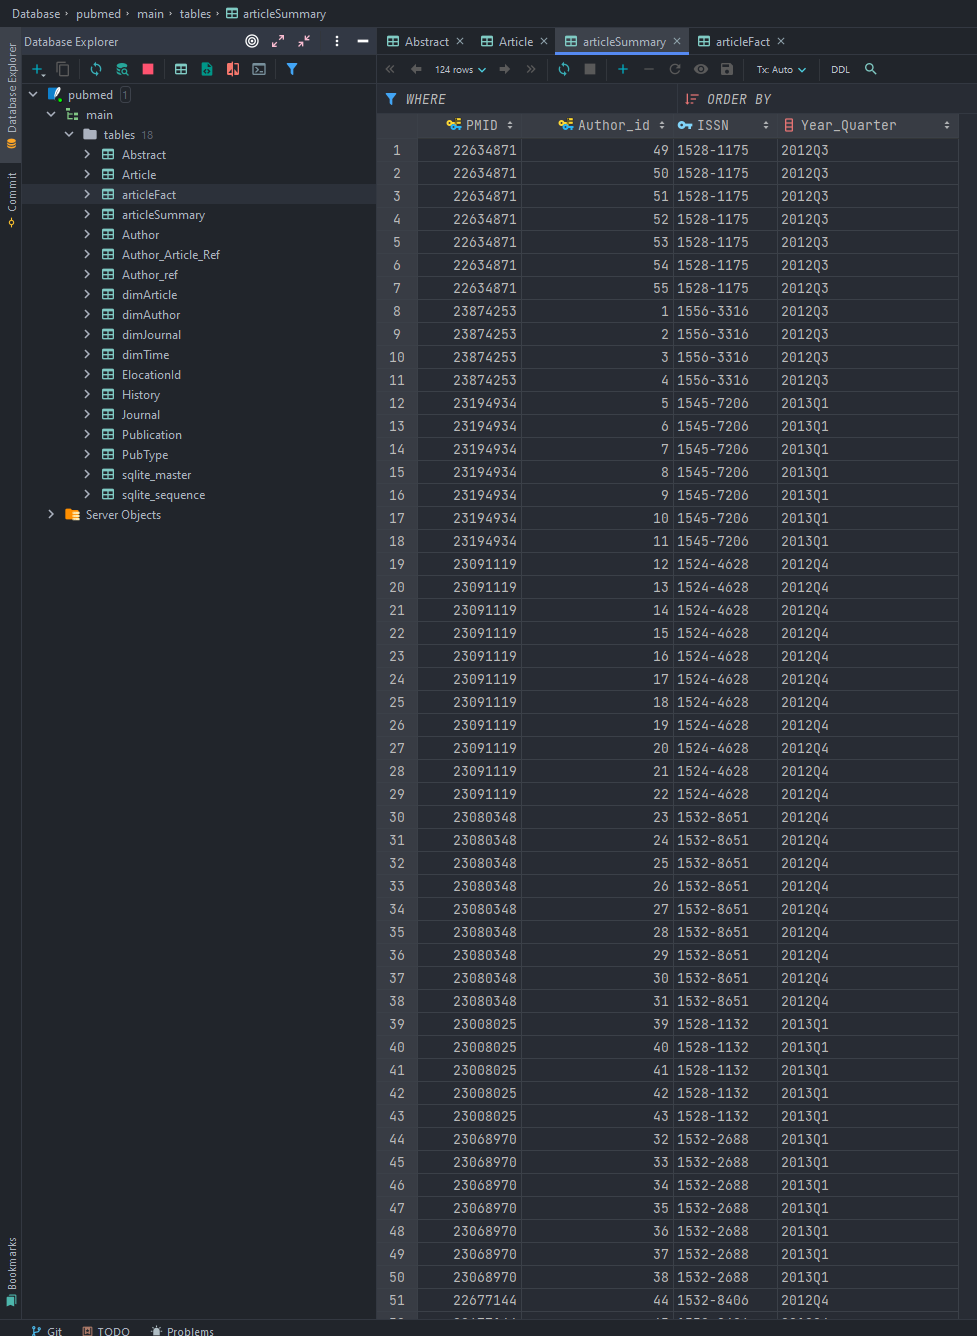 Database › pubmed › main › tables › articleSummary
Database Explorer
Commit
Bookmarks
Database Explorer
pubmed 1
main
tables 18
Abstract
Article
articleFact
articleSummary
Author
Author_Article_Ref
Author_ref
dimArticle
dimAuthor
dimJournal
dimTime
ElocationId
History
Journal
Publication
PubType
sqlite_master
sqlite_sequence
Server Objects
Abstract × Article × articleSummary × articleFact ×
124 rows Tx: Auto DDL
WHERE ORDER BY
PMID Author_id ISSN Year_Quarter
1 22634871 49 1528-1175 2012Q3
2 22634871 50 1528-1175 2012Q3
3 22634871 51 1528-1175 2012Q3
4 22634871 52 1528-1175 2012Q3
5 22634871 53 1528-1175 2012Q3
6 22634871 54 1528-1175 2012Q3
7 22634871 55 1528-1175 2012Q3
8 23874253 1 1556-3316 2012Q3
9 23874253 2 1556-3316 2012Q3
10 23874253 3 1556-3316 2012Q3
11 23874253 4 1556-3316 2012Q3
12 23194934 5 1545-7206 2013Q1
13 23194934 6 1545-7206 2013Q1
14 23194934 7 1545-7206 2013Q1
15 23194934 8 1545-7206 2013Q1
16 23194934 9 1545-7206 2013Q1
17 23194934 10 1545-7206 2013Q1
18 23194934 11 1545-7206 2013Q1
19 23091119 12 1524-4628 2012Q4
20 23091119 13 1524-4628 2012Q4
21 23091119 14 1524-4628 2012Q4
22 23091119 15 1524-4628 2012Q4
23 23091119 16 1524-4628 2012Q4
24 23091119 17 1524-4628 2012Q4
25 23091119 18 1524-4628 2012Q4
26 23091119 19 1524-4628 2012Q4
27 23091119 20 1524-4628 2012Q4
28 23091119 21 1524-4628 2012Q4
29 23091119 22 1524-4628 2012Q4
30 23080348 23 1532-8651 2012Q4
31 23080348 24 1532-8651 2012Q4
32 23080348 25 1532-8651 2012Q4
33 23080348 26 1532-8651 2012Q4
34 23080348 27 1532-8651 2012Q4
35 23080348 28 1532-8651 2012Q4
36 23080348 29 1532-8651 2012Q4
37 23080348 30 1532-8651 2012Q4
38 23080348 31 1532-8651 2012Q4
39 23008025 39 1528-1132 2013Q1
40 23008025 40 1528-1132 2013Q1
41 23008025 41 1528-1132 2013Q1
42 23008025 42 1528-1132 2013Q1
43 23008025 43 1528-1132 2013Q1
44 23068970 32 1532-2688 2013Q1
45 23068970 33 1532-2688 2013Q1
46 23068970 34 1532-2688 2013Q1
47 23068970 35 1532-2688 2013Q1
48 23068970 36 1532-2688 2013Q1
49 23068970 37 1532-2688 2013Q1
50 23068970 38 1532-2688 2013Q1
51 22677144 44 1532-8406 2012Q4
Git TODO Problems